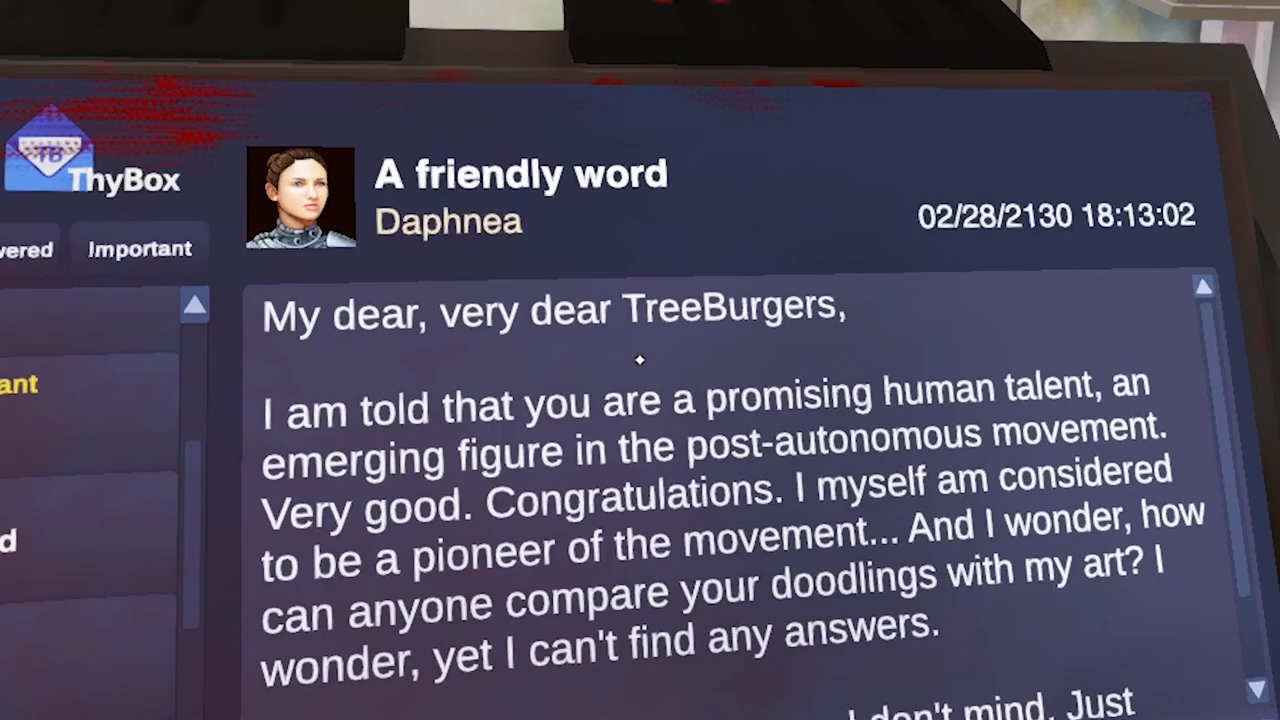 TB
ThyBox
A friendly word
Daphnea
02/28/2130 18:13:02
vered
Important
ant
d
My dear, very dear TreeBurgers,
I am told that you are a promising human talent, an
emerging figure in the post-autonomous movement.
Very good. Congratulations. I myself am considered
to be a pioneer of the movement... And I wonder, how
can anyone compare your doodlings with my art? I
wonder, yet I can't find any answers.
I don't mind. Just